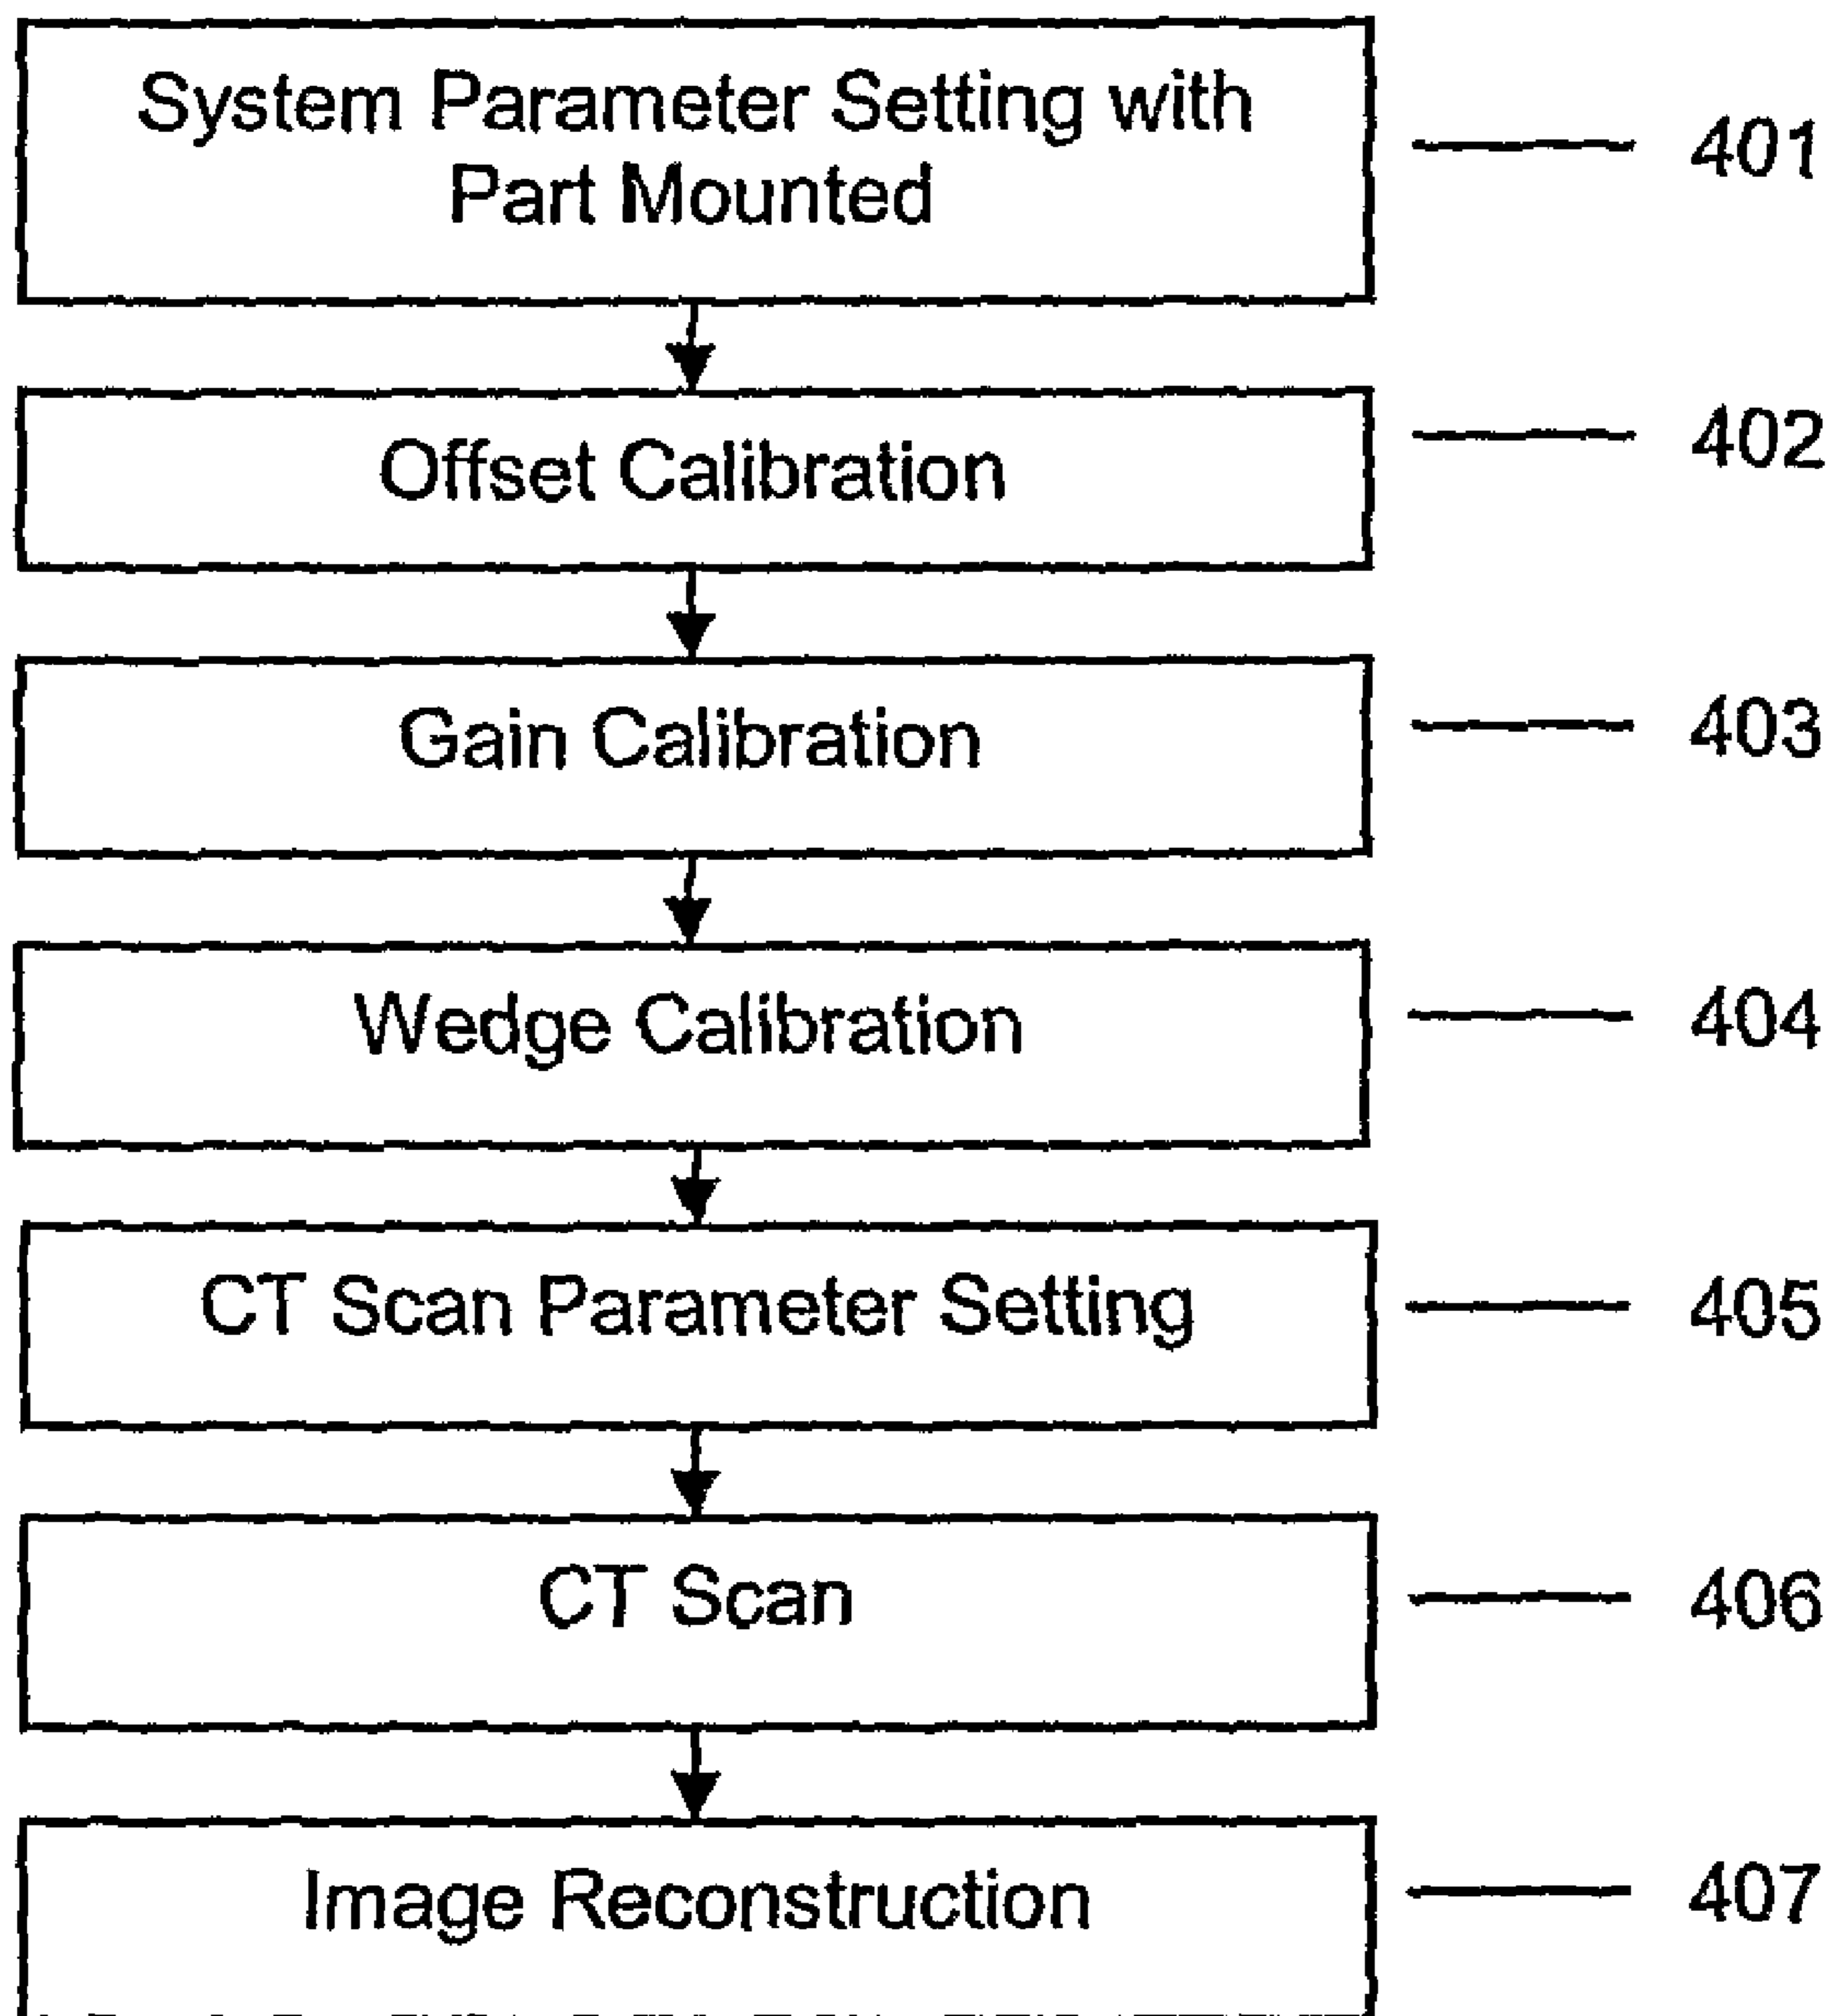 System Parameter Setting with
Part Mounted
401
Offset Calibration
402
Gain Calibration
403
Wedge Calibration
404
CT Scan Parameter Setting
405
CT Scan
406
Image Reconstruction
407